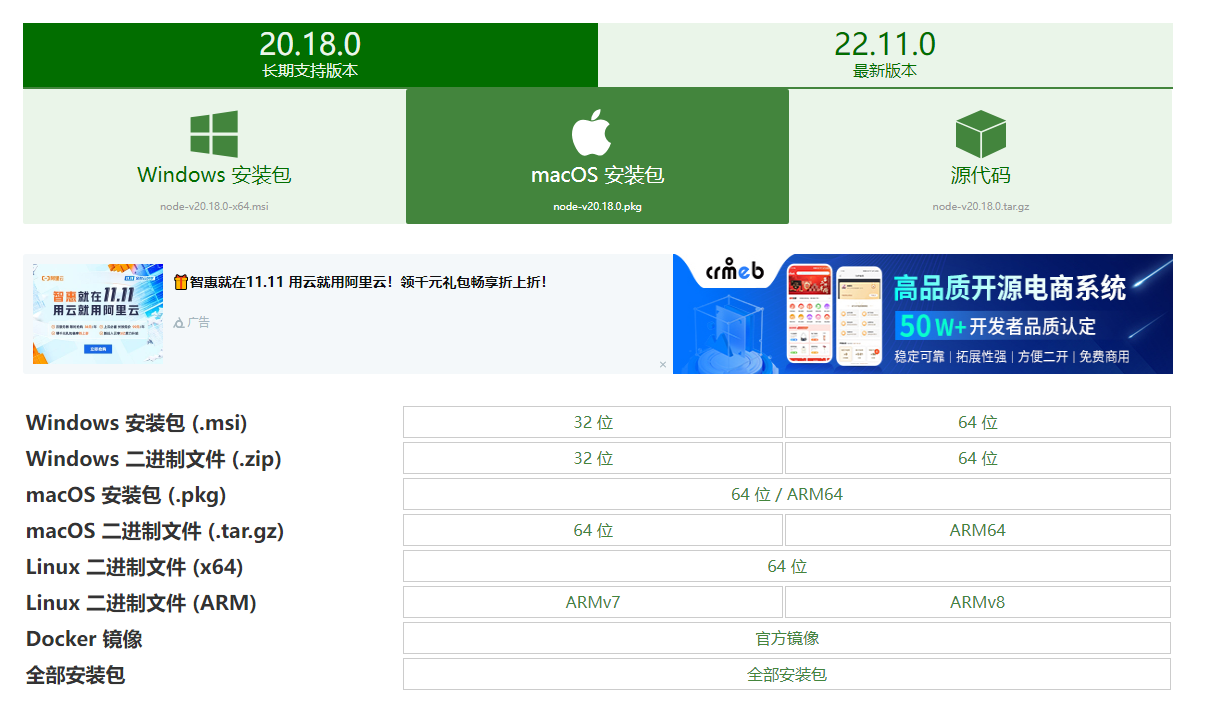 20.18.0
长期支持版本
22.11.0
最新版本
Windows 安装包
node-v20.18.0-x64.msi
macOS 安装包
node-v20.18.0.pkg
源代码
node-v20.18.0.tar.gz
智惠就在11.11
用云就用阿里云
🎁智惠就在11.11 用云就用阿里云！领千元礼包畅享折上折！
广告
×
crmeb
高品质开源电商系统
50W+开发者品质认定
稳定可靠 | 拓展性强 | 方便二开 | 免费商用
Windows 安装包 (.msi) 32 位 64 位
Windows 二进制文件 (.zip) 32 位 64 位
macOS 安装包 (.pkg) 64 位 / ARM64
macOS 二进制文件 (.tar.gz) 64 位 ARM64
Linux 二进制文件 (x64) 64 位
Linux 二进制文件 (ARM) ARMv7 ARMv8
Docker 镜像 官方镜像
全部安装包 全部安装包